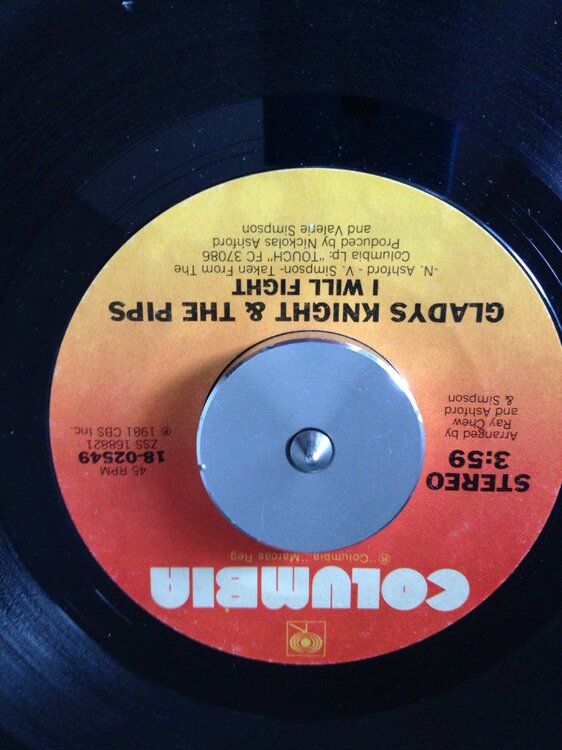 COLUMBIA
® "Columbia," Marcas Reg
STEREO
3:59
Arranged by
Ray Chew
and Ashford
& Simpson
45 RPM
18-02549
ZSS 168821
℗ 1981 CBS Inc.
GLADYS KNIGHT & THE PIPS
I WILL FIGHT
-N. Ashford - V. Simpson- Taken From The
Columbia Lp: "TOUCH" FC 37086
Produced by Nickolas Ashford
and Valerie Simpson